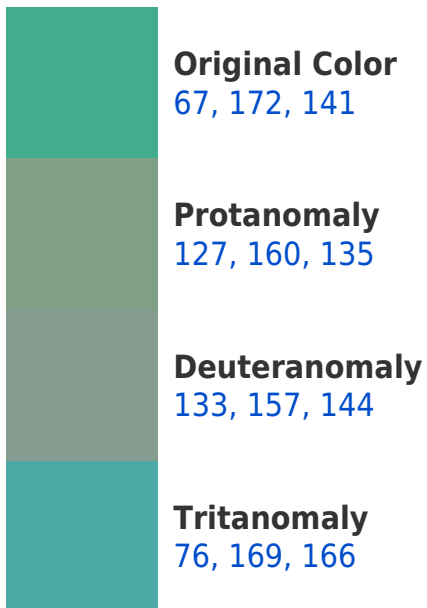 Original Color
67, 172, 141
Protanomaly
127, 160, 135
Deuteranomaly
133, 157, 144
Tritanomaly
76, 169, 166